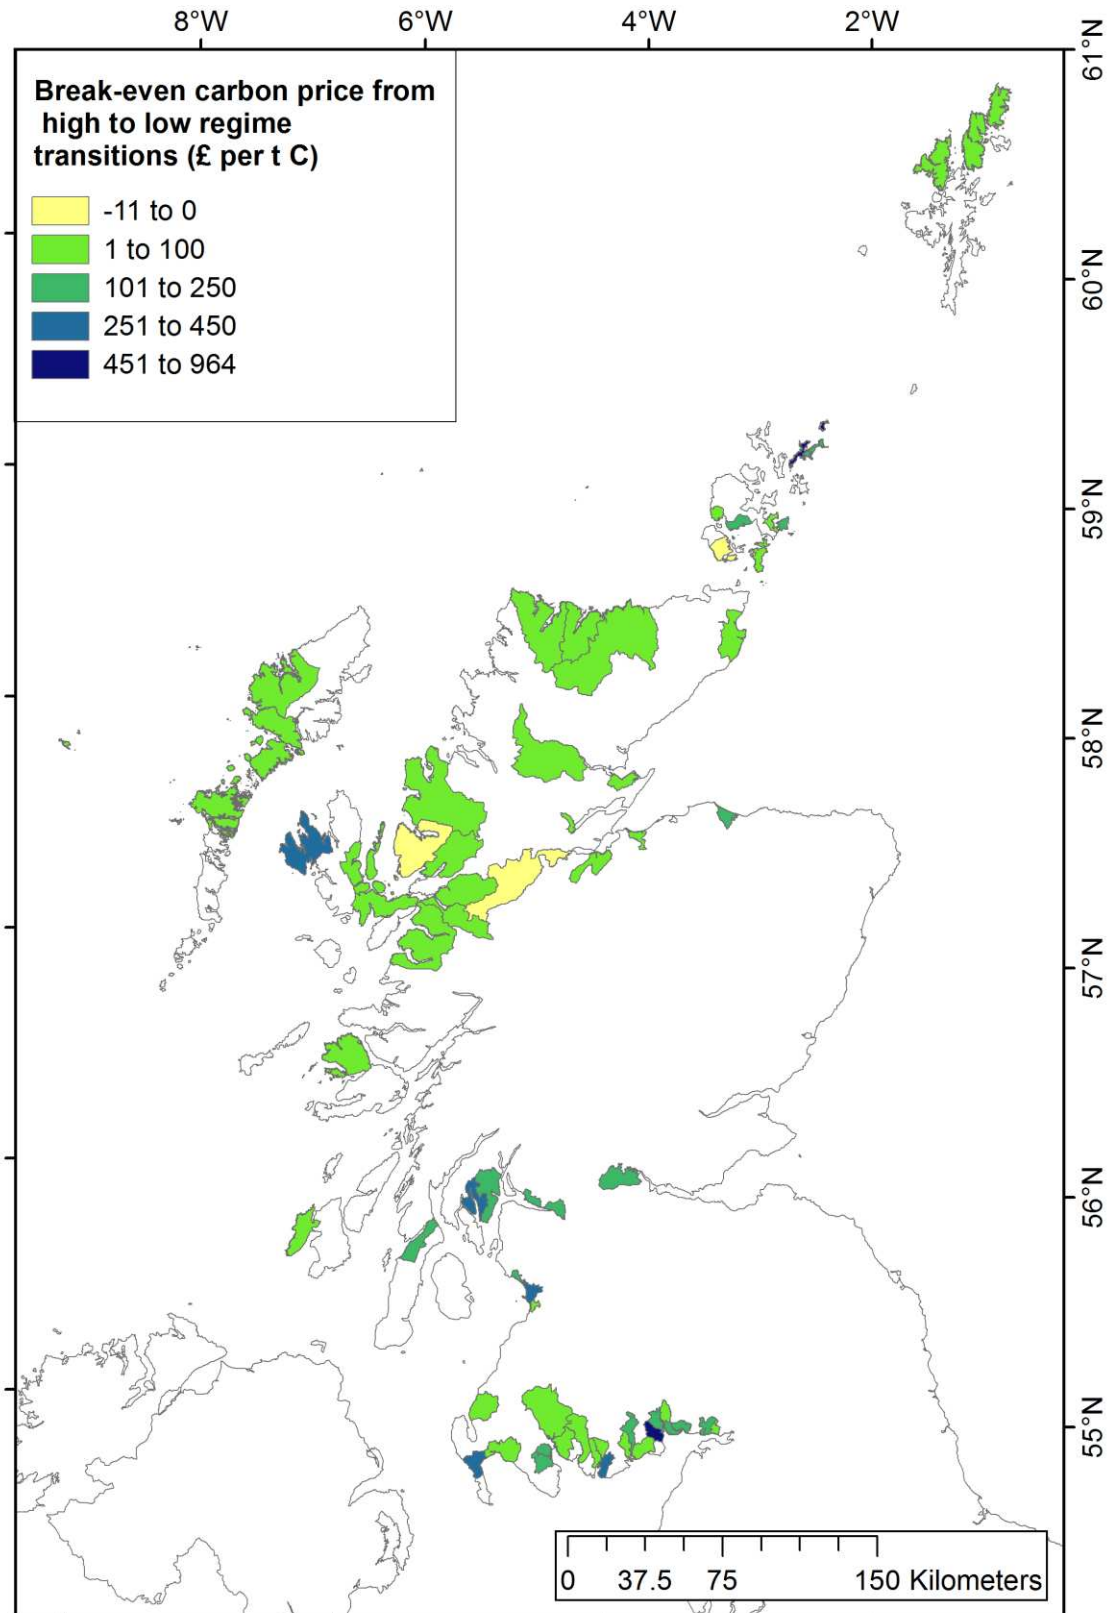 8°W 6°W 4°W 2°W
61°N
Break-even carbon price from
high to low regime
transitions (£ per t C)
-11 to 0
1 to 100
101 to 250
251 to 450
451 to 964
60°N
59°N
58°N
57°N
56°N
55°N
0 37.5 75 150 Kilometers